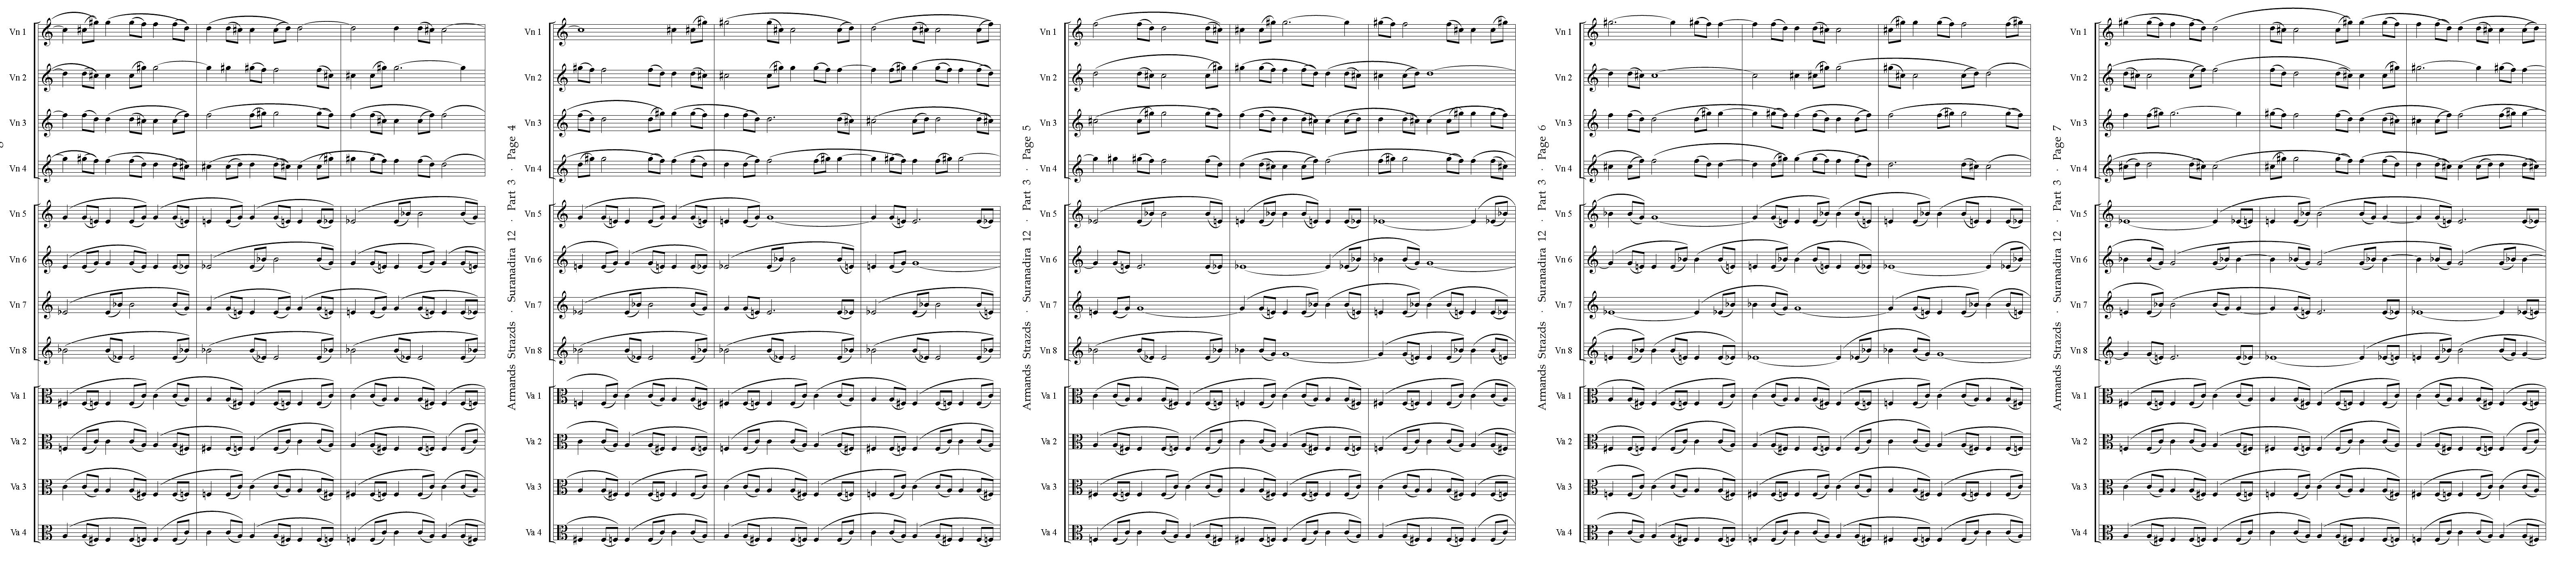 Vn 1
Vn 2
Vn 3
Vn 4
Vn 5
Vn 6
Vn 7
Vn 8
Va 1
Va 2
Va 3
Va 4
Armands Strazds · Suranadira 12 · Part 3 · Page 4
Vn 1
Vn 2
Vn 3
Vn 4
Vn 5
Vn 6
Vn 7
Vn 8
Va 1
Va 2
Va 3
Va 4
Armands Strazds · Suranadira 12 · Part 3 · Page 5
Vn 1
Vn 2
Vn 3
Vn 4
Vn 5
Vn 6
Vn 7
Vn 8
Va 1
Va 2
Va 3
Va 4
Armands Strazds · Suranadira 12 · Part 3 · Page 6
Vn 1
Vn 2
Vn 3
Vn 4
Vn 5
Vn 6
Vn 7
Vn 8
Va 1
Va 2
Va 3
Va 4
Armands Strazds · Suranadira 12 · Part 3 · Page 7
Vn 1
Vn 2
Vn 3
Vn 4
Vn 5
Vn 6
Vn 7
Vn 8
Va 1
Va 2
Va 3
Va 4